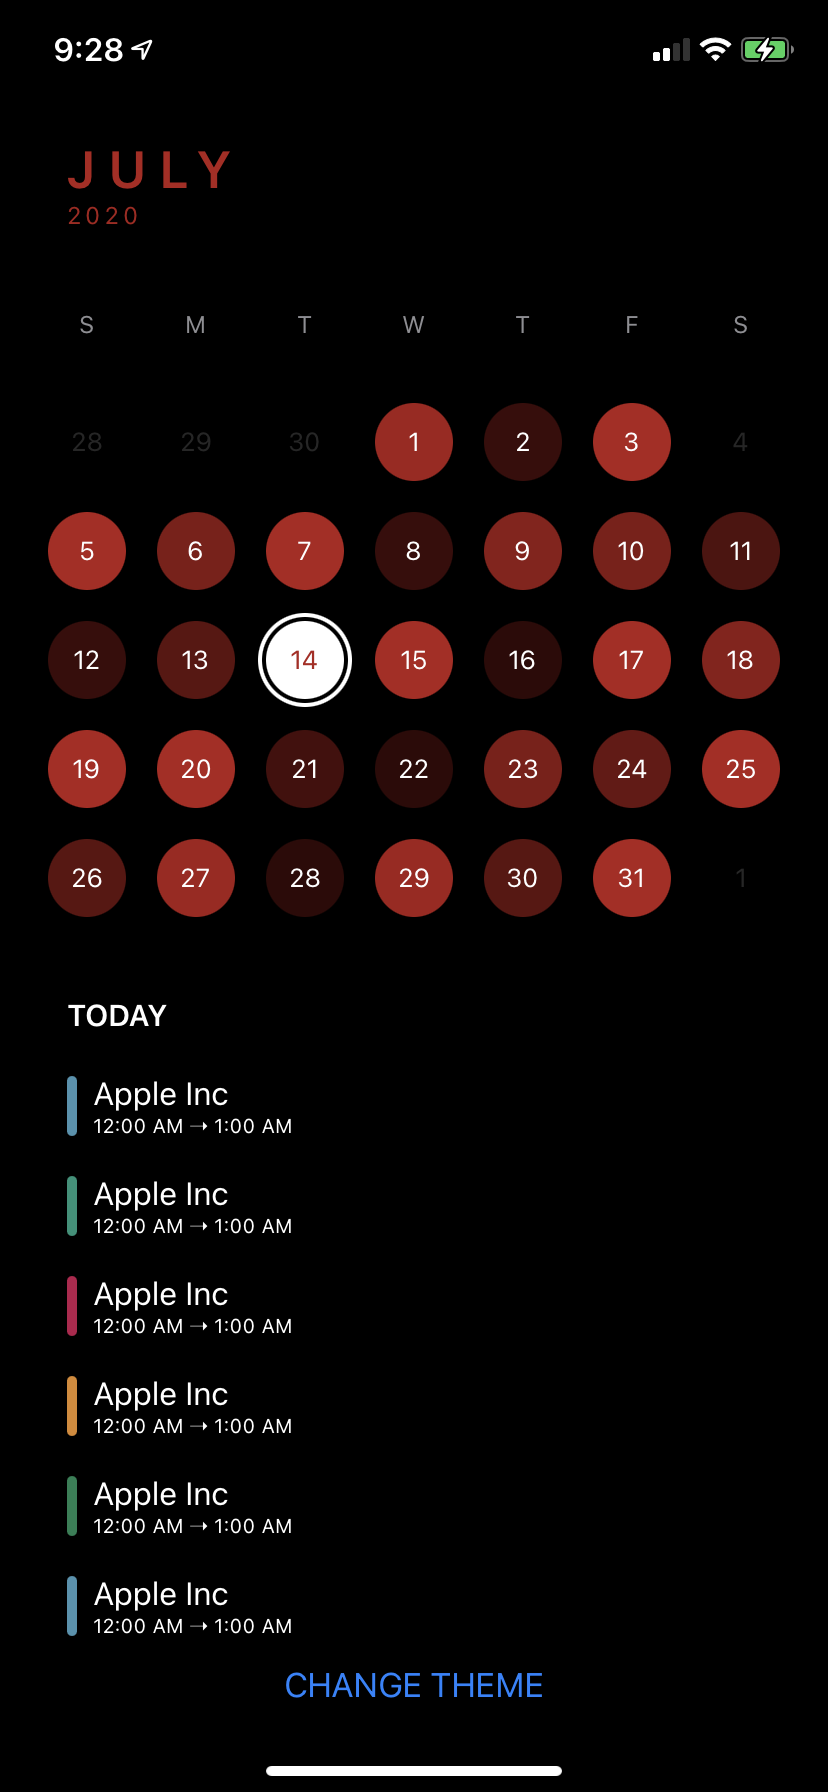 9:28
JULY
2020
S M T W T F S
28 29 30 1 2 3 4
5 6 7 8 9 10 11
12 13 14 15 16 17 18
19 20 21 22 23 24 25
26 27 28 29 30 31 1
TODAY
Apple Inc
12:00 AM → 1:00 AM
Apple Inc
12:00 AM → 1:00 AM
Apple Inc
12:00 AM → 1:00 AM
Apple Inc
12:00 AM → 1:00 AM
Apple Inc
12:00 AM → 1:00 AM
Apple Inc
12:00 AM → 1:00 AM
CHANGE THEME